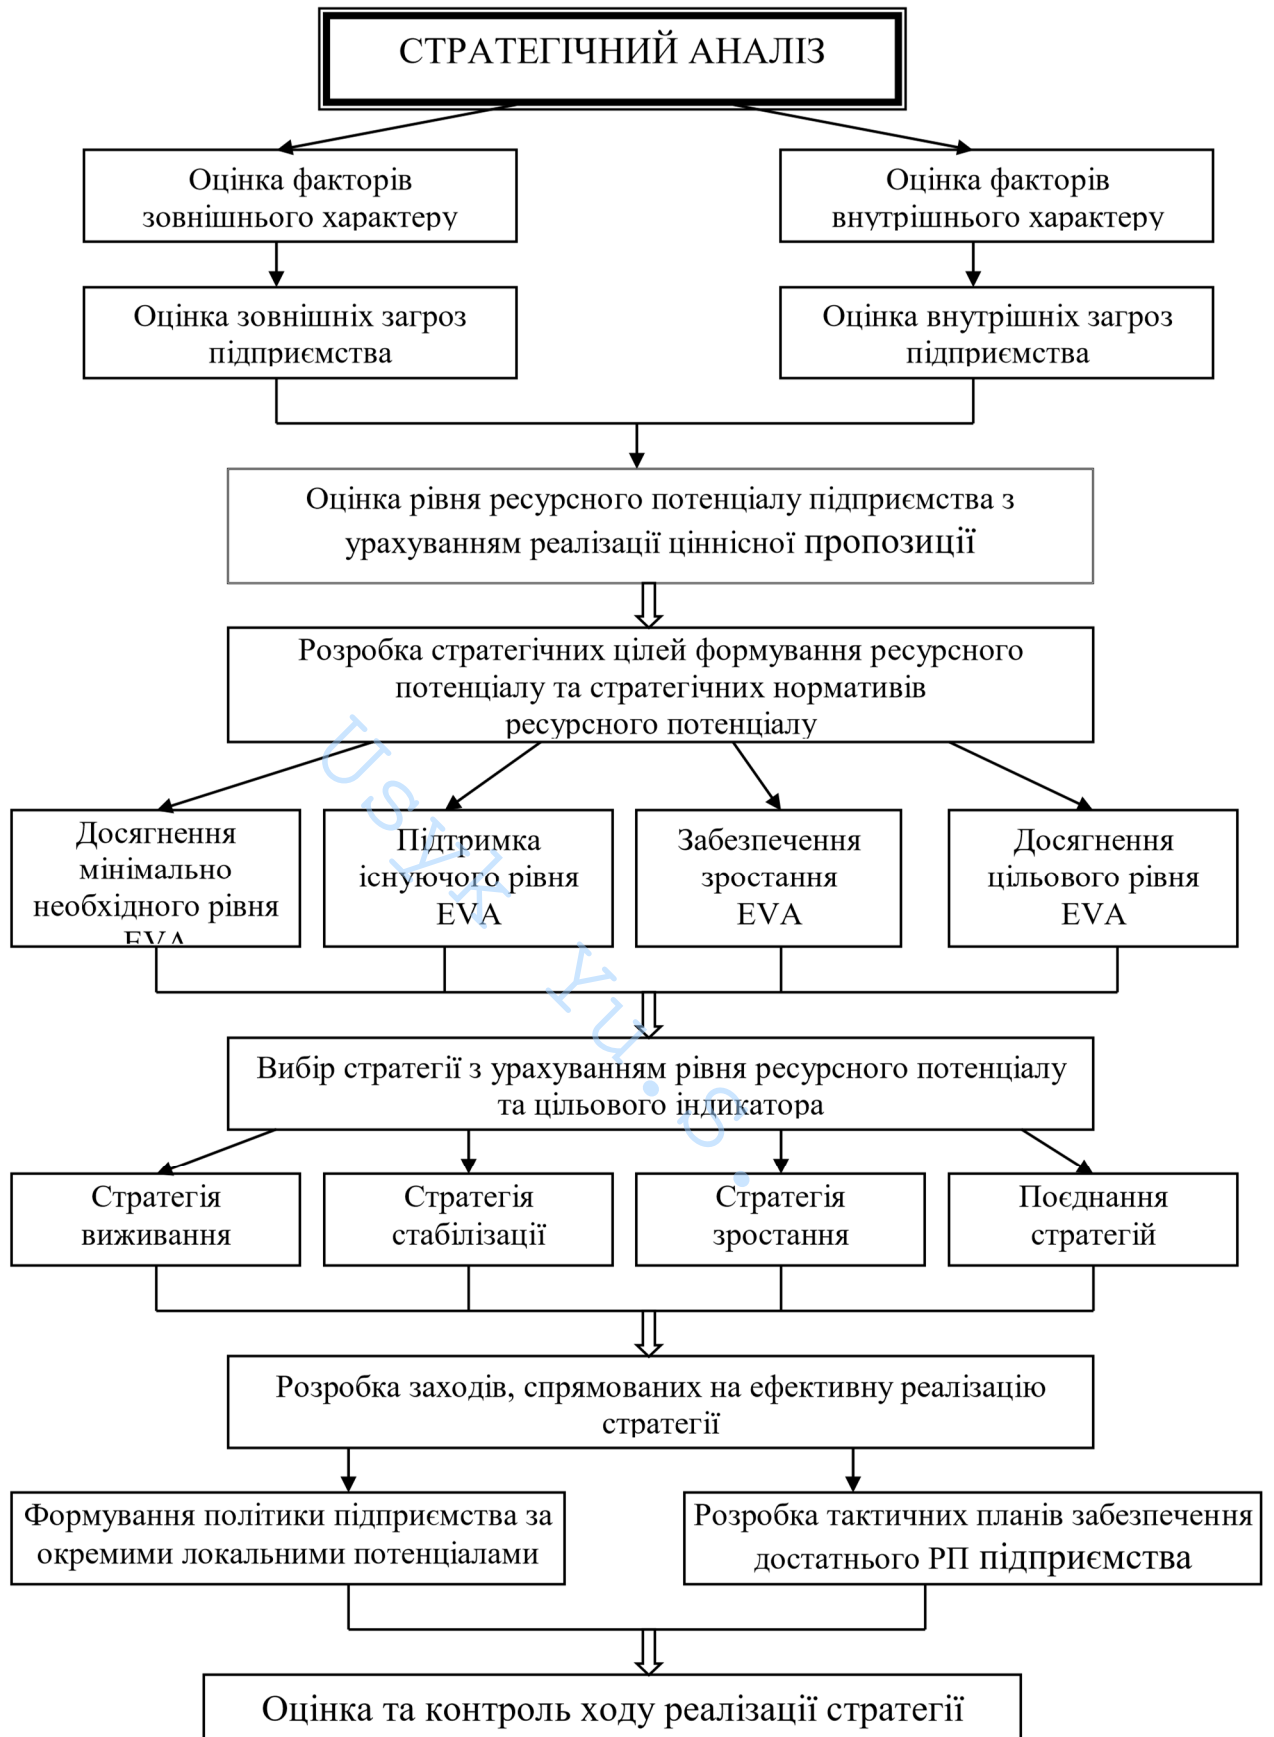 СТРАТЕГІЧНИЙ АНАЛІЗ
Оцінка факторів
зовнішнього характеру
Оцінка факторів
внутрішнього характеру
Оцінка зовнішніх загроз
підприємства
Оцінка внутрішніх загроз
підприємства
Оцінка рівня ресурсного потенціалу підприємства з
урахуванням реалізації ціннісної пропозиції
Розробка стратегічних цілей формування ресурсного
потенціалу та стратегічних нормативів
ресурсного потенціалу
Досягнення
мінімально
необхідного рівня
EVA
Підтримка
існуючого рівня
EVA
Забезпечення
зростання
EVA
Досягнення
цільового рівня
EVA
Вибір стратегії з урахуванням рівня ресурсного потенціалу
та цільового індикатора
Стратегія
виживання
Стратегія
стабілізації
Стратегія
зростання
Поєднання
стратегій
Розробка заходів, спрямованих на ефективну реалізацію
стратегії
Формування політики підприємства за
окремими локальними потенціалами
Розробка тактичних планів забезпечення
достатнього РП підприємства
Оцінка та контроль ходу реалізації стратегії
Usyk Yu.S.